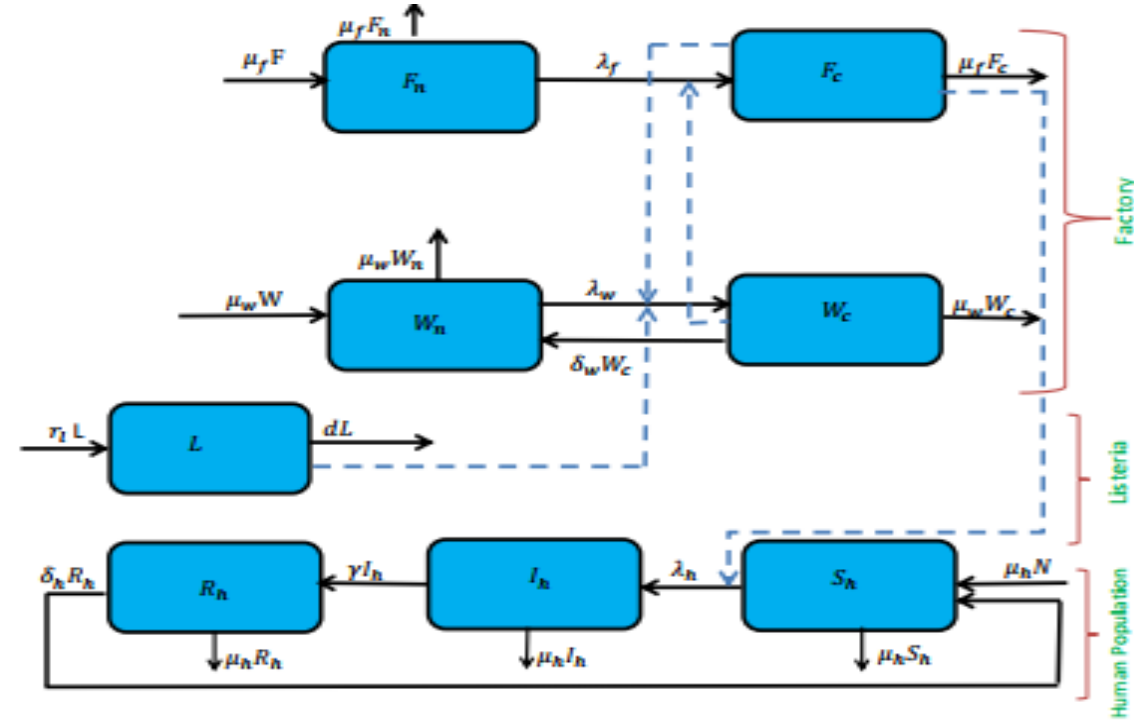 μ_f F_n
μ_f F
F_n
λ_f
F_c
μ_f F_c
μ_w W_n
μ_w W
W_n
λ_w
W_c
μ_w W_c
δ_w W_c
Factory
r_l L
L
dL
Listeria
δ_h R_h
R_h
γI_h
I_h
λ_h
S_h
μ_h N
μ_h R_h
μ_h I_h
μ_h S_h
Human Population